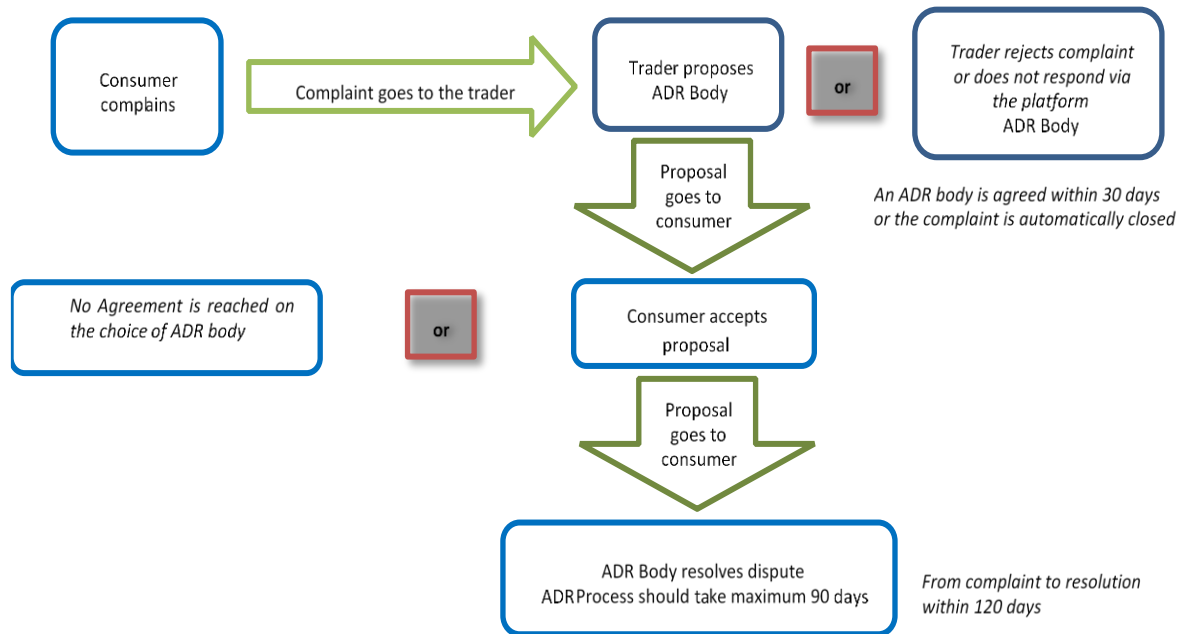 Consumer
complains
Complaint goes to the trader
Trader proposes
ADR Body
or
Trader rejects complaint
or does not respond via
the platform
ADR Body
Proposal
goes to
consumer
An ADR body is agreed within 30 days
or the complaint is automatically closed
No Agreement is reached on
the choice of ADR body
or
Consumer accepts
proposal
Proposal
goes to
consumer
ADR Body resolves dispute
ADR Process should take maximum 90 days
From complaint to resolution
within 120 days